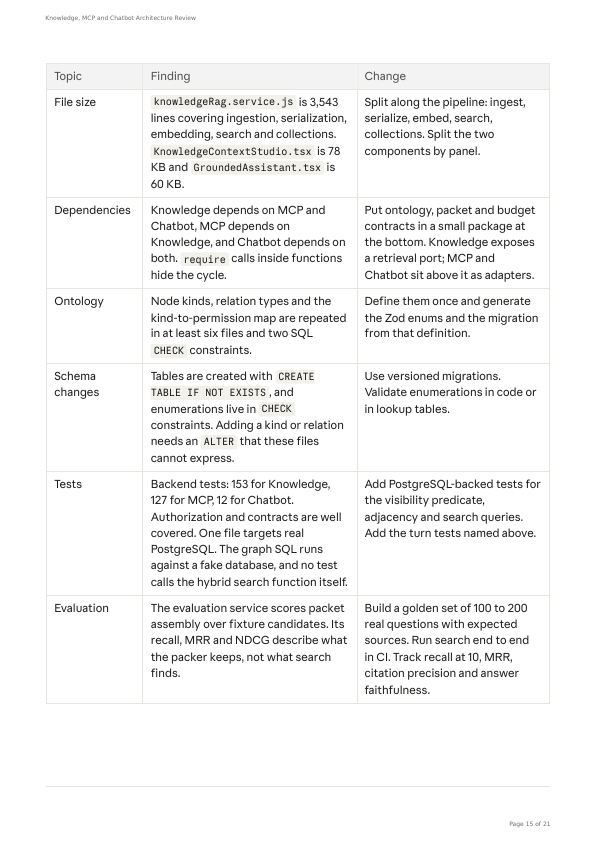 Knowledge, MCP and Chatbot Architecture Review
Topic
Finding
Change
File size
knowledgeRag.service.js is 3,543
lines covering ingestion, serialization,
embedding, search and collections.
KnowledgeContextStudio.tsx is 78
KB and GroundedAssistant.tsx is
60 KB.
Split along the pipeline: ingest,
serialize, embed, search,
collections. Split the two
components by panel.
Dependencies
Knowledge depends on MCP and
Chatbot, MCP depends on
Knowledge, and Chatbot depends on
both. require calls inside functions
hide the cycle.
Put ontology, packet and budget
contracts in a small package at
the bottom. Knowledge exposes
a retrieval port; MCP and
Chatbot sit above it as adapters.
Ontology
Node kinds, relation types and the
kind-to-permission map are repeated
in at least six files and two SQL
CHECK constraints.
Define them once and generate
the Zod enums and the migration
from that definition.
Schema
changes
Tables are created with CREATE
TABLE IF NOT EXISTS, and
enumerations live in CHECK
constraints. Adding a kind or relation
needs an ALTER that these files
cannot express.
Use versioned migrations.
Validate enumerations in code or
in lookup tables.
Tests
Backend tests: 153 for Knowledge,
127 for MCP, 12 for Chatbot.
Authorization and contracts are well
covered. One file targets real
PostgreSQL. The graph SQL runs
against a fake database, and no test
calls the hybrid search function itself.
Add PostgreSQL-backed tests for
the visibility predicate,
adjacency and search queries.
Add the turn tests named above.
Evaluation
The evaluation service scores packet
assembly over fixture candidates. Its
recall, MRR and NDCG describe what
the packer keeps, not what search
finds.
Build a golden set of 100 to 200
real questions with expected
sources. Run search end to end
in CI. Track recall at 10, MRR,
citation precision and answer
faithfulness.
Page 15 of 21